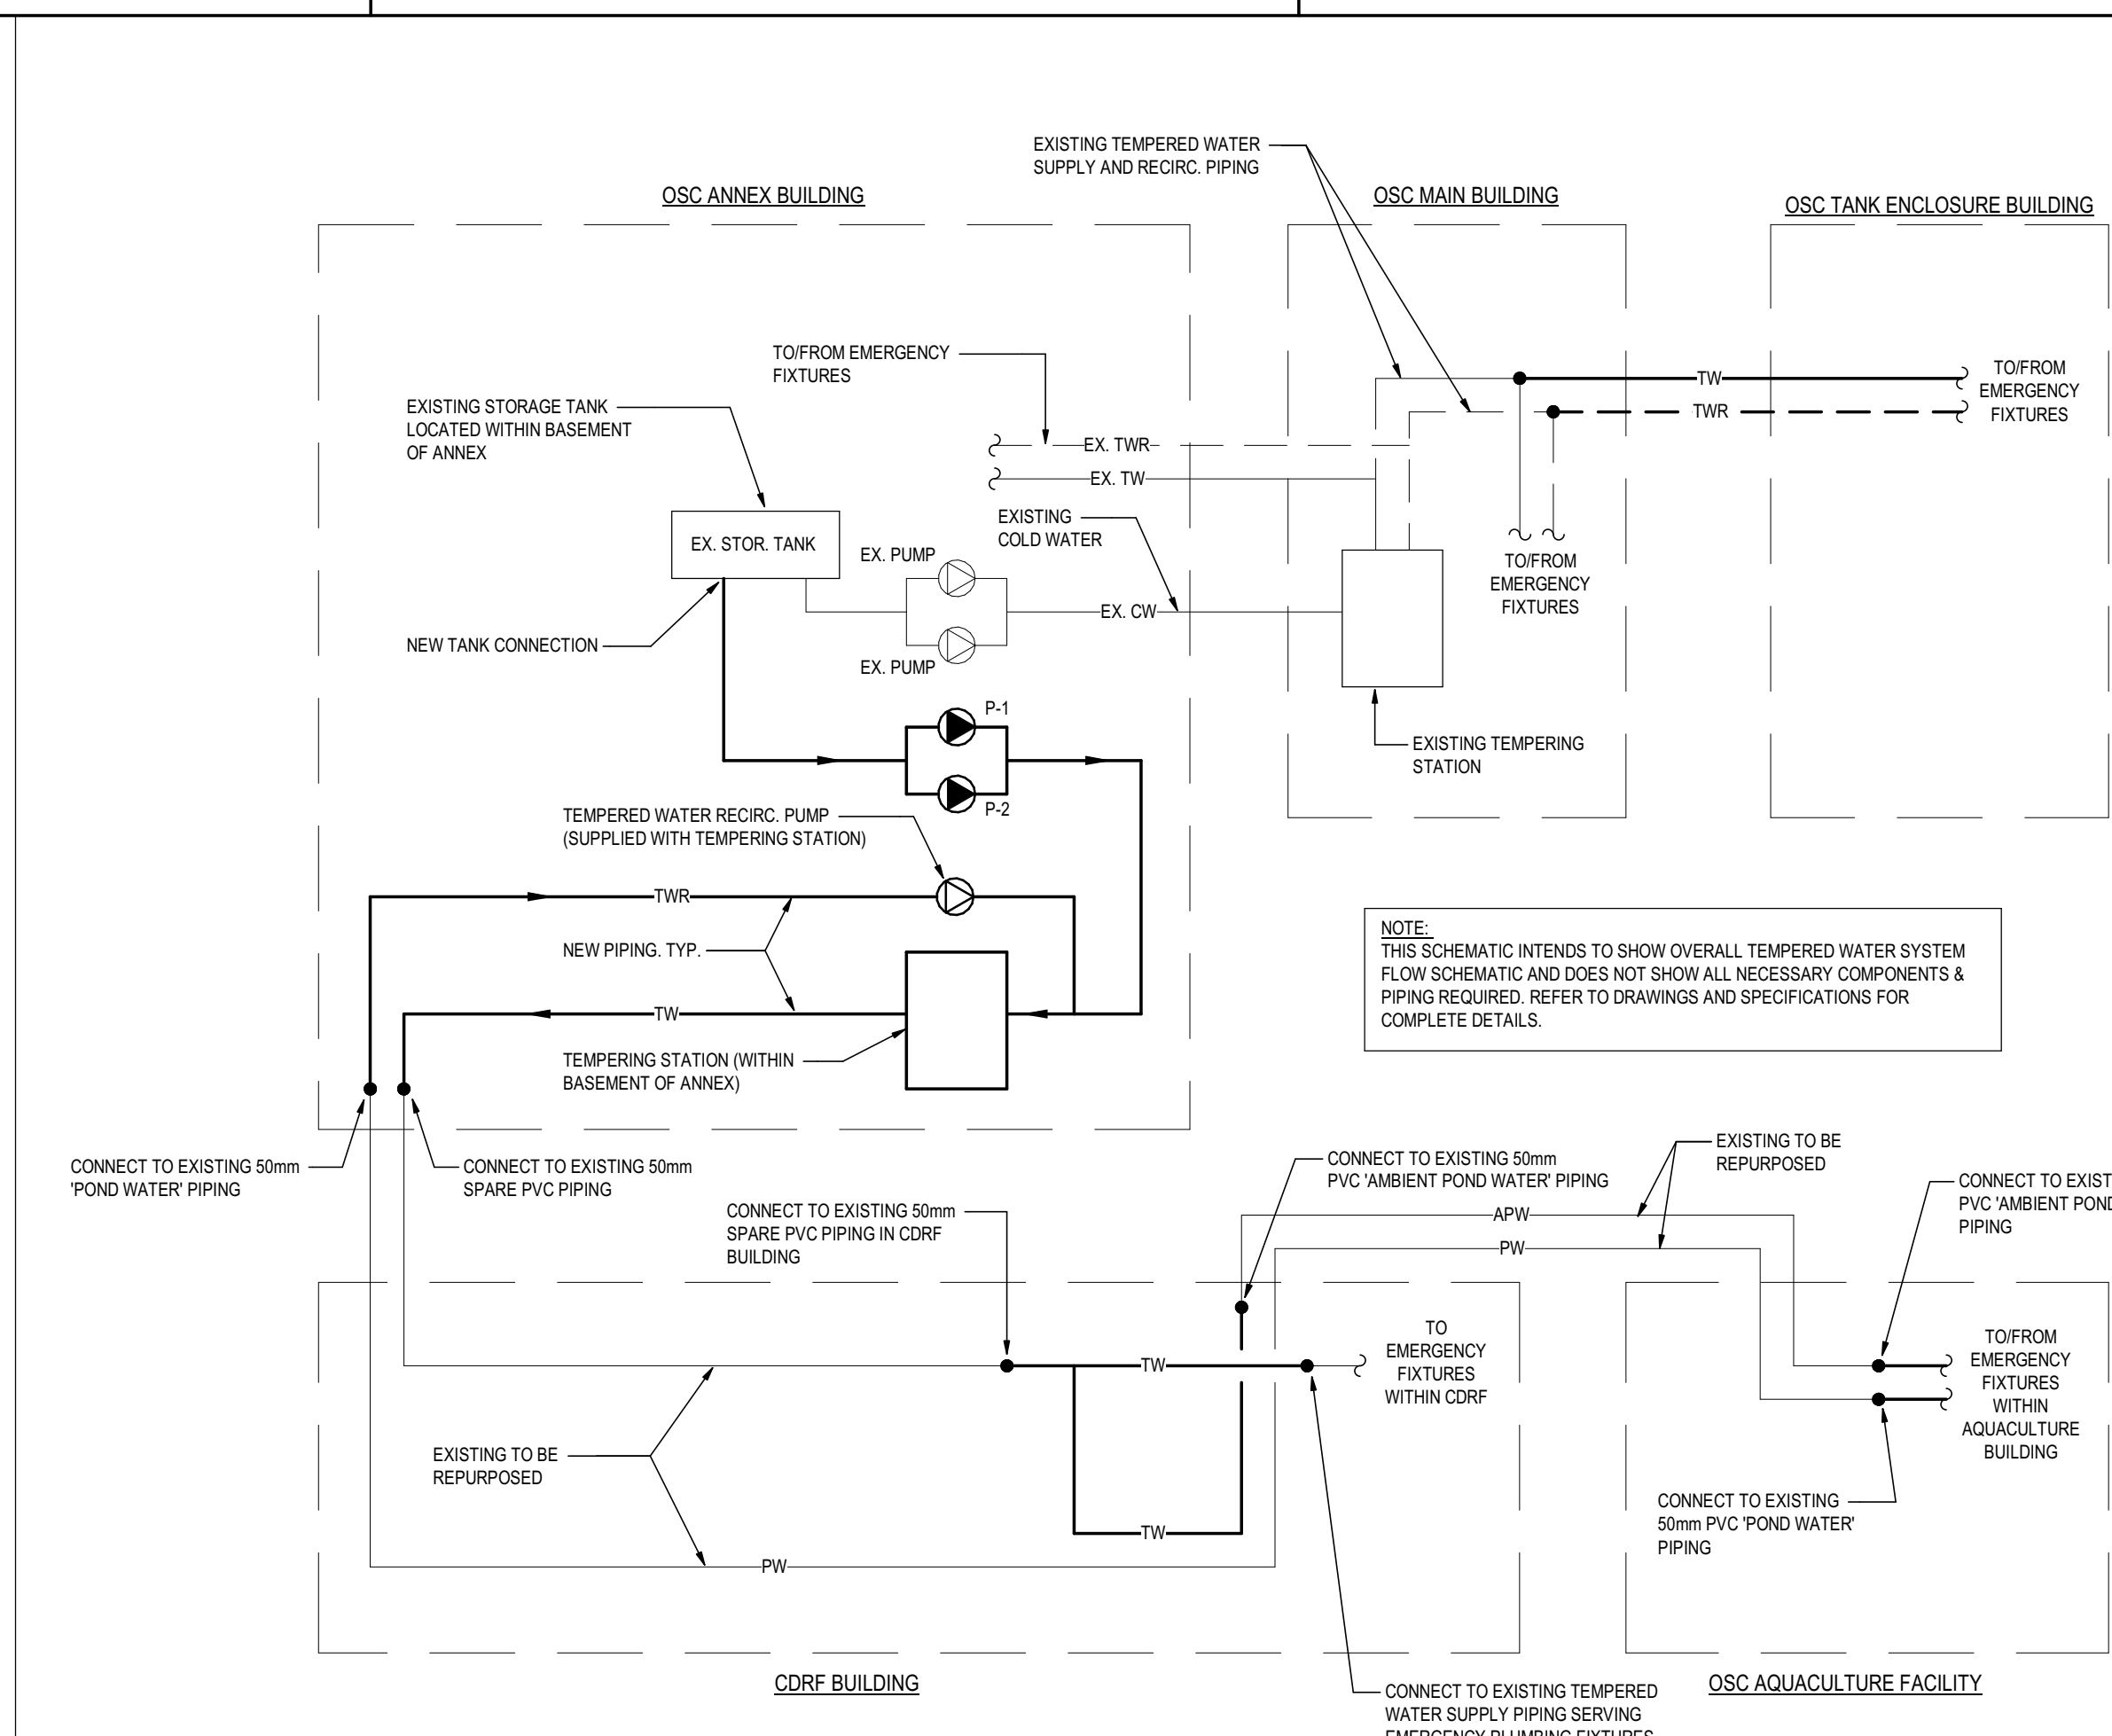 EXISTING TEMPERED WATER
SUPPLY AND RECIRC. PIPING
OSC ANNEX BUILDING
OSC MAIN BUILDING
OSC TANK ENCLOSURE BUILDING
TO/FROM EMERGENCY
FIXTURES
EXISTING STORAGE TANK
LOCATED WITHIN BASEMENT
OF ANNEX
TW
TWR
TO/FROM
EMERGENCY
FIXTURES
EX. TWR
EX. TW
EXISTING
COLD WATER
EX. STOR. TANK
EX. PUMP
EX. PUMP
EX. CW
TO/FROM
EMERGENCY
FIXTURES
NEW TANK CONNECTION
P-1
P-2
EXISTING TEMPERING
STATION
TEMPERED WATER RECIRC. PUMP
(SUPPLIED WITH TEMPERING STATION)
TWR
NEW PIPING. TYP.
TW
TEMPERING STATION (WITHIN
BASEMENT OF ANNEX)
NOTE:
THIS SCHEMATIC INTENDS TO SHOW OVERALL TEMPERED WATER SYSTEM
FLOW SCHEMATIC AND DOES NOT SHOW ALL NECESSARY COMPONENTS &
PIPING REQUIRED. REFER TO DRAWINGS AND SPECIFICATIONS FOR
COMPLETE DETAILS.
CONNECT TO EXISTING 50mm
'POND WATER' PIPING
CONNECT TO EXISTING 50mm
SPARE PVC PIPING
CONNECT TO EXISTING 50mm
SPARE PVC PIPING IN CDRF
BUILDING
CONNECT TO EXISTING 50mm
PVC 'AMBIENT POND WATER' PIPING
EXISTING TO BE
REPURPOSED
CONNECT TO EXIST
PVC 'AMBIENT POND
PIPING
APW
PW
TW
TO
EMERGENCY
FIXTURES
WITHIN CDRF
TO/FROM
EMERGENCY
FIXTURES
WITHIN
AQUACULTURE
BUILDING
EXISTING TO BE
REPURPOSED
TW
PW
CONNECT TO EXISTING
50mm PVC 'POND WATER'
PIPING
CDRF BUILDING
OSC AQUACULTURE FACILITY
CONNECT TO EXISTING TEMPERED
WATER SUPPLY PIPING SERVING
EMERGENCY PLUMBING FIXTURES